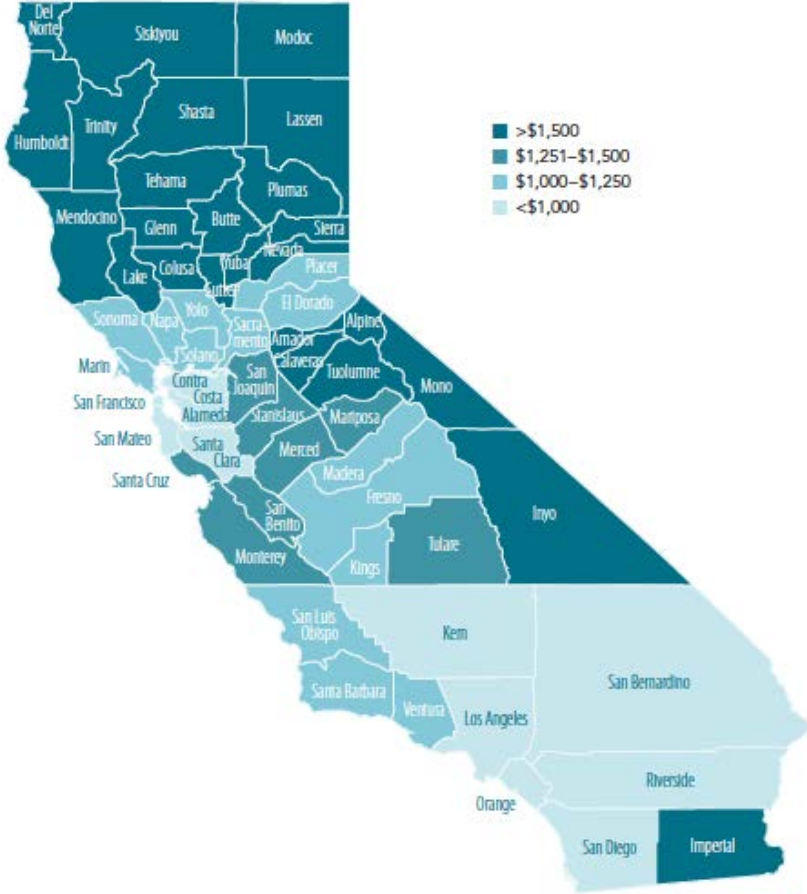 Del
Norte
Siskiyou
Modoc
Humboldt
Trinity
Shasta
Lassen
>$1,500
$1,251–$1,500
$1,000–$1,250
<$1,000
Tehama
Plumas
Mendocino
Glenn
Butte
Sierra
Lake
Colusa
Yuba
Nevada
Sutter
Placer
El Dorado
Sonoma
Napa
Yolo
Sacra-
mento
Amador
Alpine
Solano
Calaveras
Tuolumne
Mono
Marin
Contra
Costa
San
Joaquin
San Francisco
Alameda
Stanislaus
Mariposa
San Mateo
Santa
Clara
Merced
Santa Cruz
Madera
Fresno
San
Benito
Inyo
Monterey
Kings
Tulare
San Luis
Obispo
Kern
San Bernardino
Santa Barbara
Ventura
Los Angeles
Riverside
Orange
San Diego
Imperial